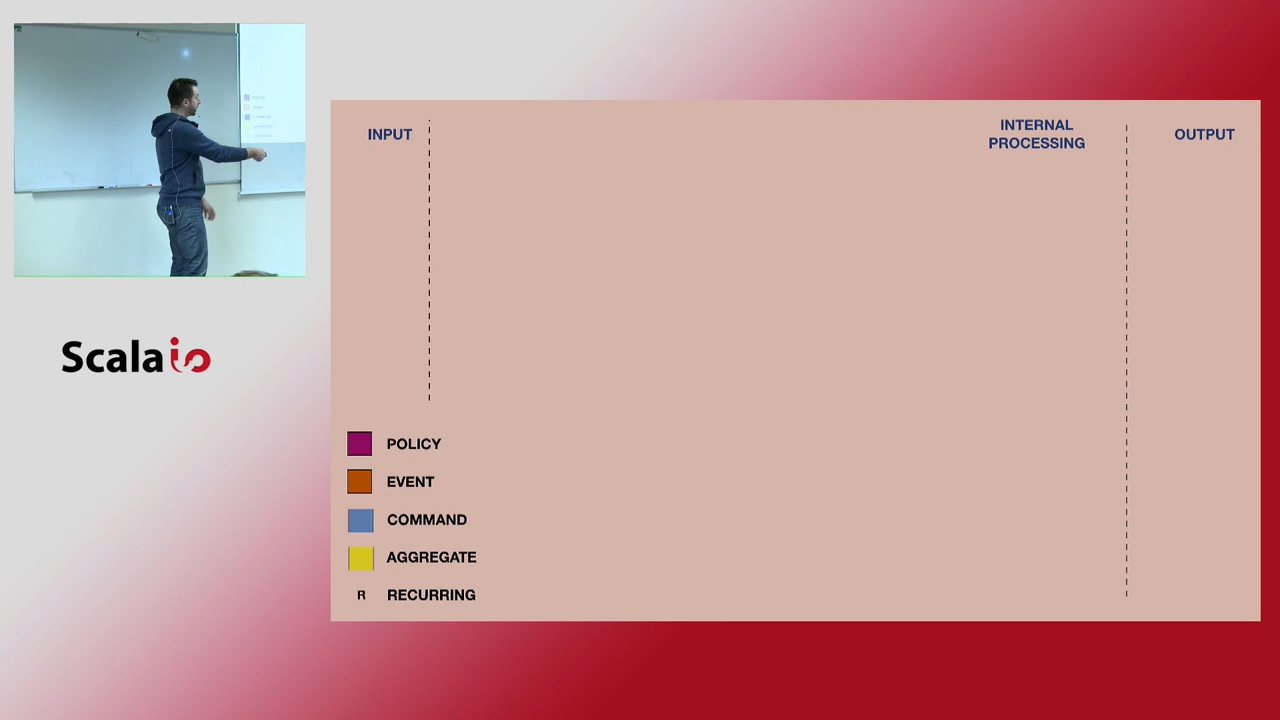 INPUT
INTERNAL
PROCESSING
OUTPUT
Scala io
POLICY
EVENT
COMMAND
AGGREGATE
R RECURRING